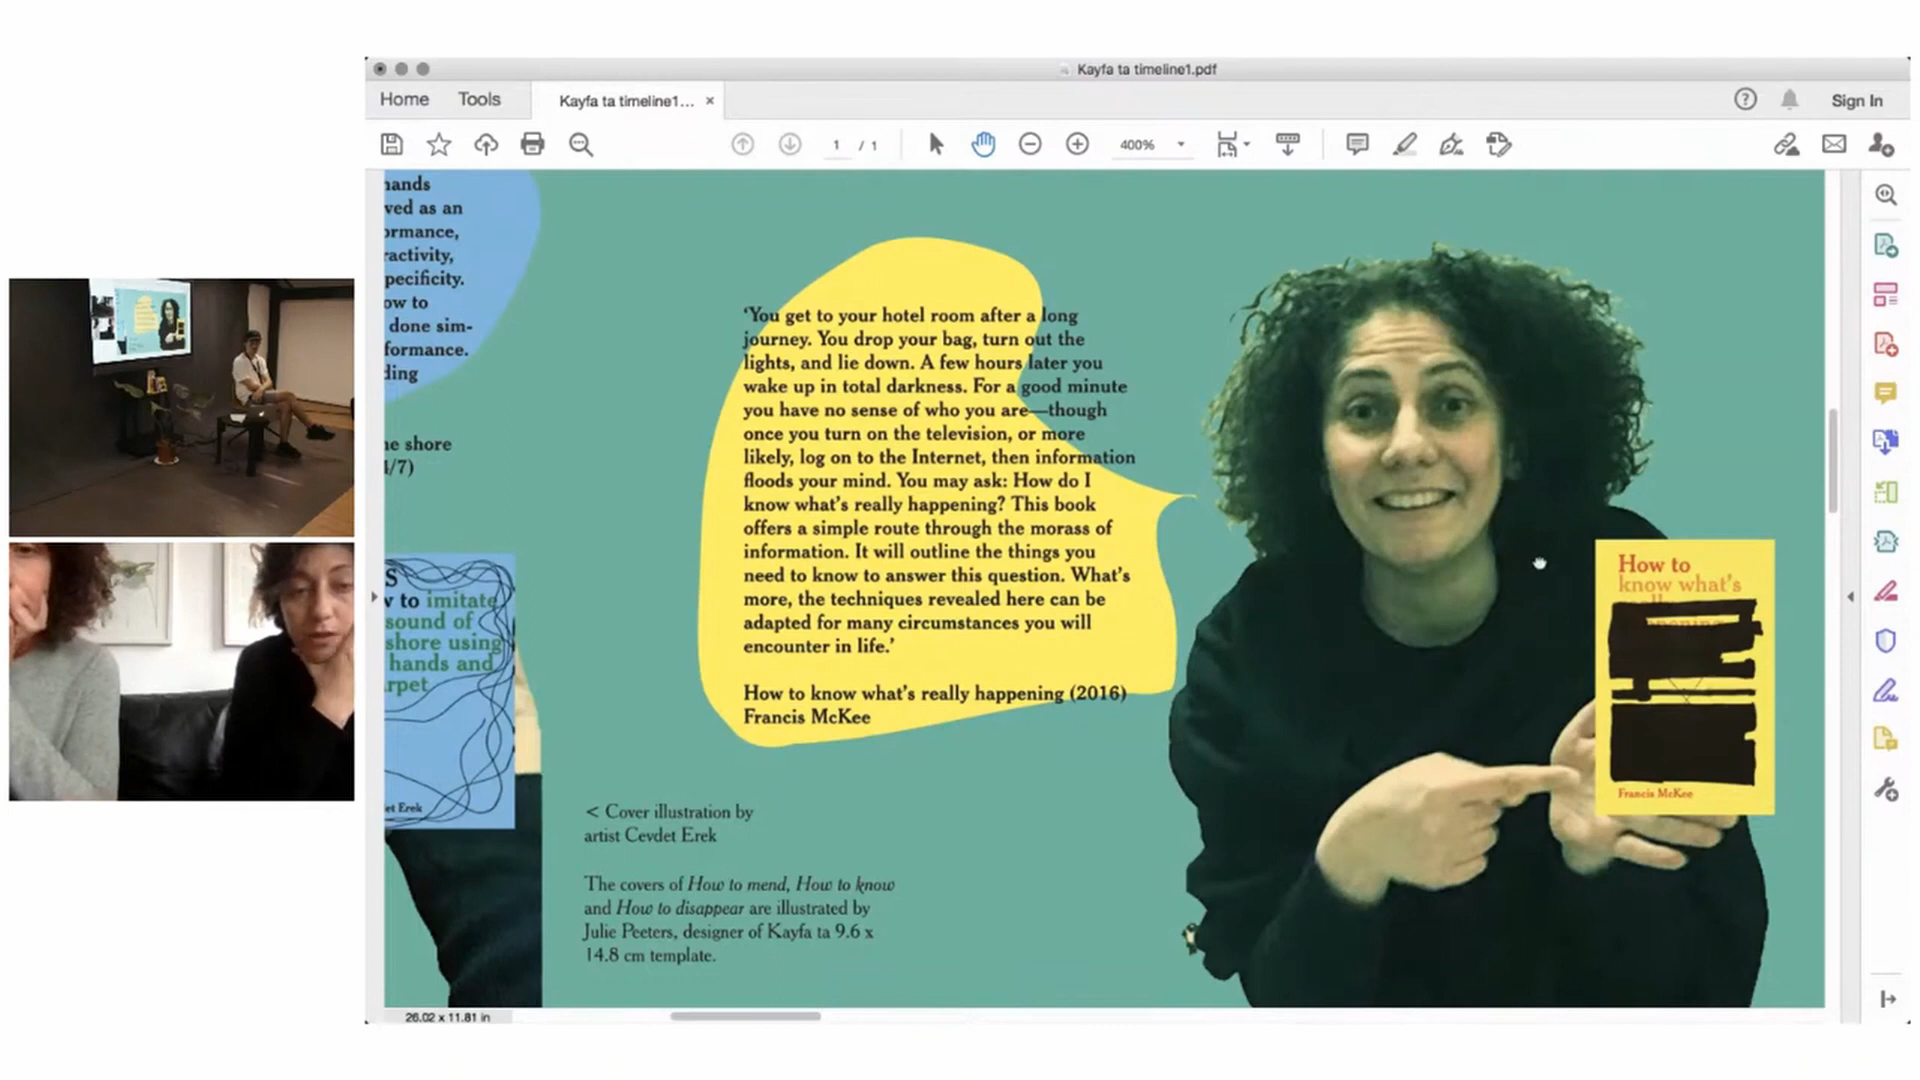 Kayfa ta timeline1.pdf
Home
Tools
Kayfa ta timeline1...
Sign In
1 / 1
400%
hands
ved as an
ormance,
ractivity,
pecificity.
ow to
done sim-
formance.
ding
ne shore
4/7)
'You get to your hotel room after a long
journey. You drop your bag, turn out the
lights, and lie down. A few hours later you
wake up in total darkness. For a good minute
you have no sense of who you are—though
once you turn on the television, or more
likely, log on to the Internet, then information
floods your mind. You may ask: How do I
know what's really happening? This book
offers a simple route through the morass of
information. It will outline the things you
need to know to answer this question. What's
more, the techniques revealed here can be
adapted for many circumstances you will
encounter in life.'
How to know what's really happening (2016)
Francis McKee
How to
know what's
Francis McKee
S
v to imitate
sound of
shore using
hands and
rpet
et Erek
< Cover illustration by
artist Cevdet Erek
The covers of How to mend, How to know
and How to disappear are illustrated by
Julie Peeters, designer of Kayfa ta 9.6 x
14.8 cm template.
26.02 x 11.81 in